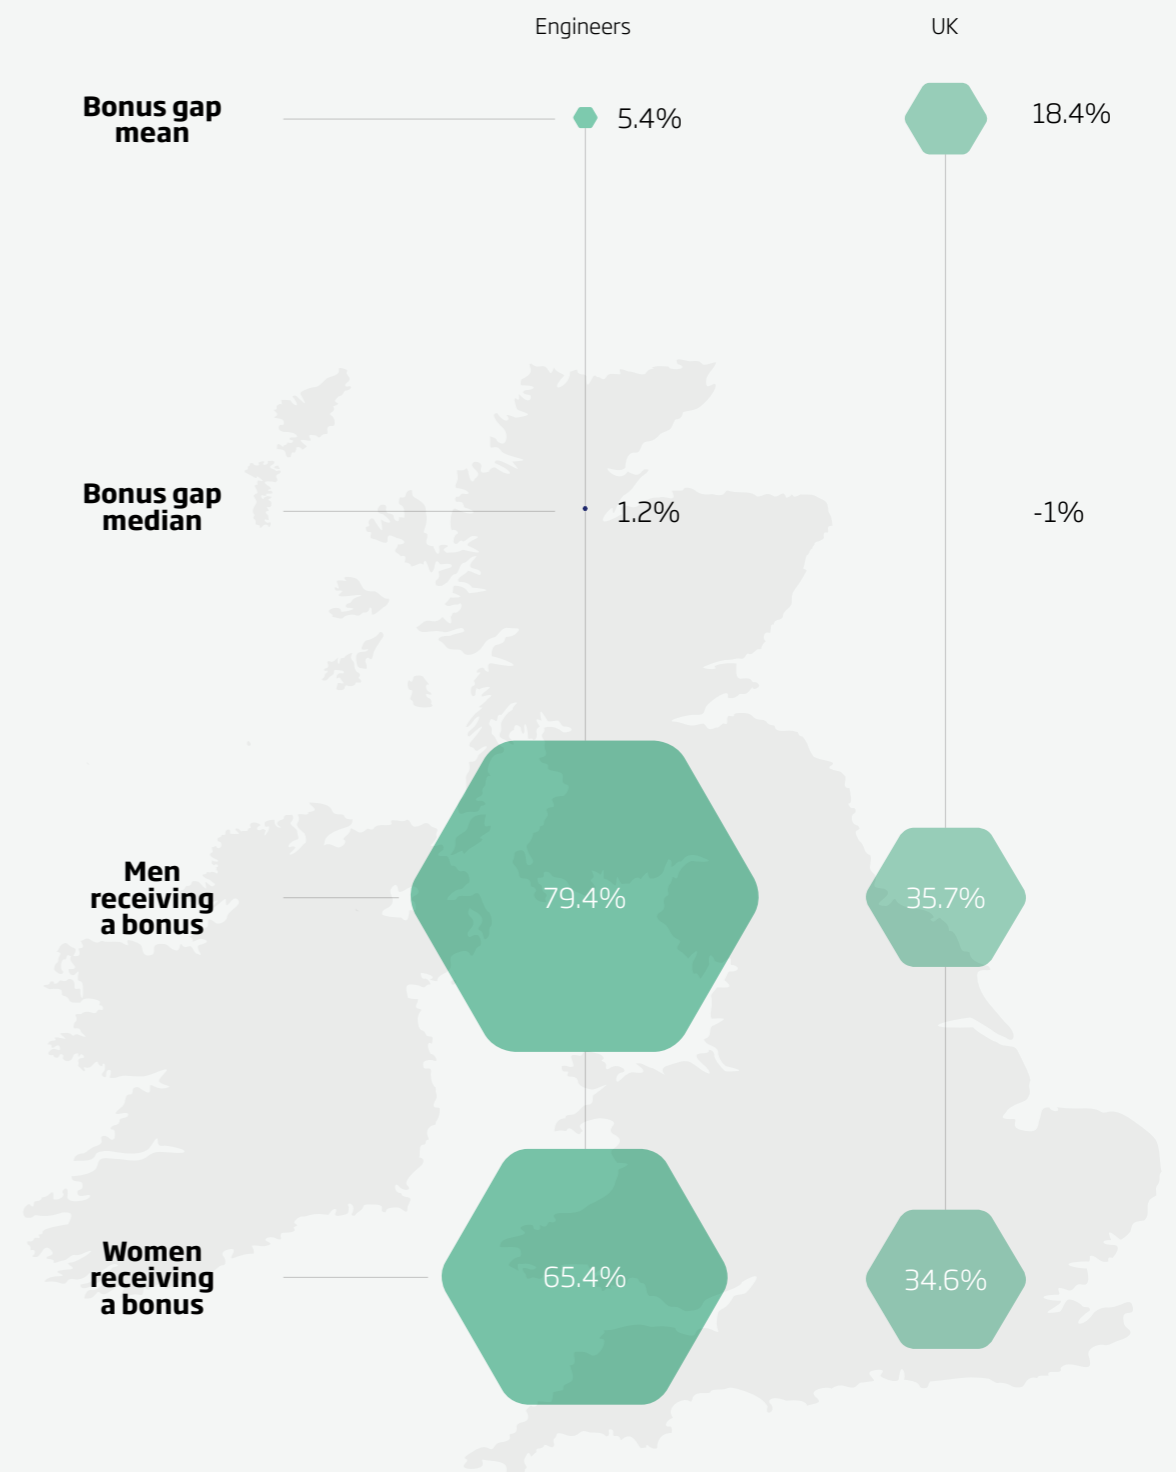 Engineers UK
Bonus gap
mean
5.4% 18.4%
Bonus gap
median
1.2% -1%
Men
receiving
a bonus
79.4% 35.7%
Women
receiving
a bonus
65.4% 34.6%